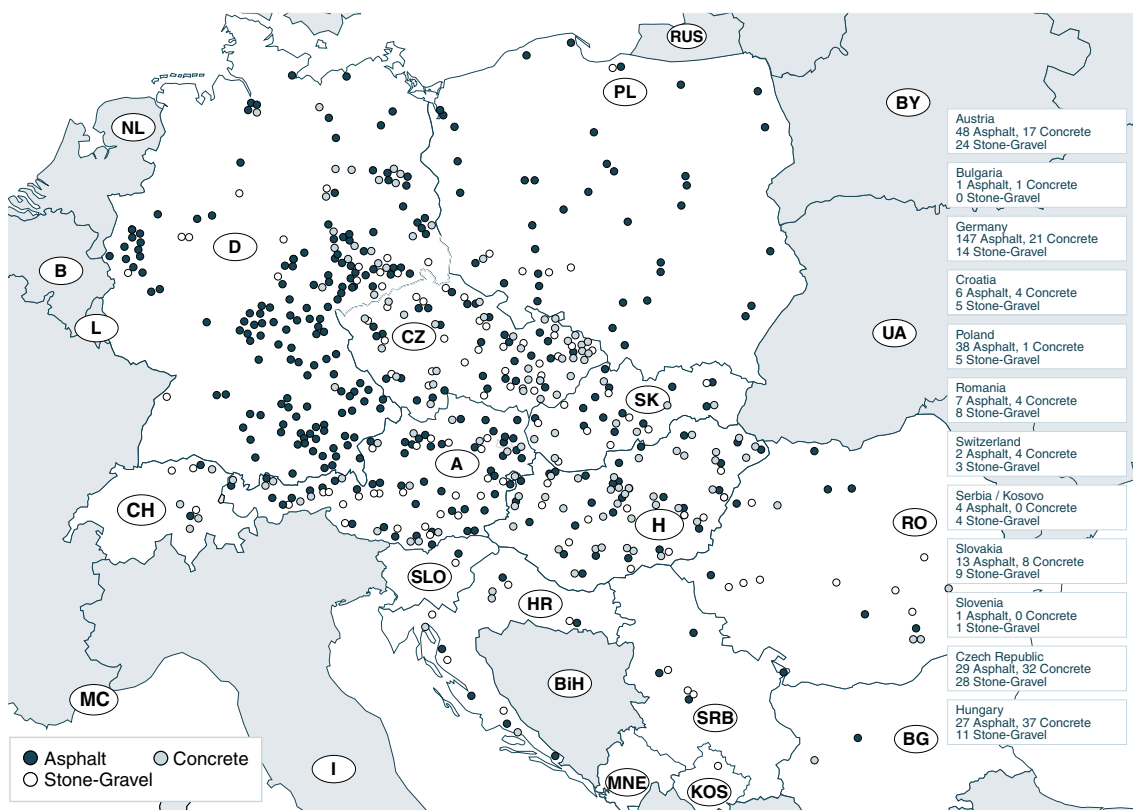 RUS
PL
BY
NL
D
B
L
CZ
UA
SK
A
CH
H
RO
SLO
HR
BiH
MC
SRB
BG
I
MNE
KOS
Austria
48 Asphalt, 17 Concrete
24 Stone-Gravel
Bulgaria
1 Asphalt, 1 Concrete
0 Stone-Gravel
Germany
147 Asphalt, 21 Concrete
14 Stone-Gravel
Croatia
6 Asphalt, 4 Concrete
5 Stone-Gravel
Poland
38 Asphalt, 1 Concrete
5 Stone-Gravel
Romania
7 Asphalt, 4 Concrete
8 Stone-Gravel
Switzerland
2 Asphalt, 4 Concrete
3 Stone-Gravel
Serbia / Kosovo
4 Asphalt, 0 Concrete
4 Stone-Gravel
Slovakia
13 Asphalt, 8 Concrete
9 Stone-Gravel
Slovenia
1 Asphalt, 0 Concrete
1 Stone-Gravel
Czech Republic
29 Asphalt, 32 Concrete
28 Stone-Gravel
Hungary
27 Asphalt, 37 Concrete
11 Stone-Gravel
Asphalt
Concrete
Stone-Gravel